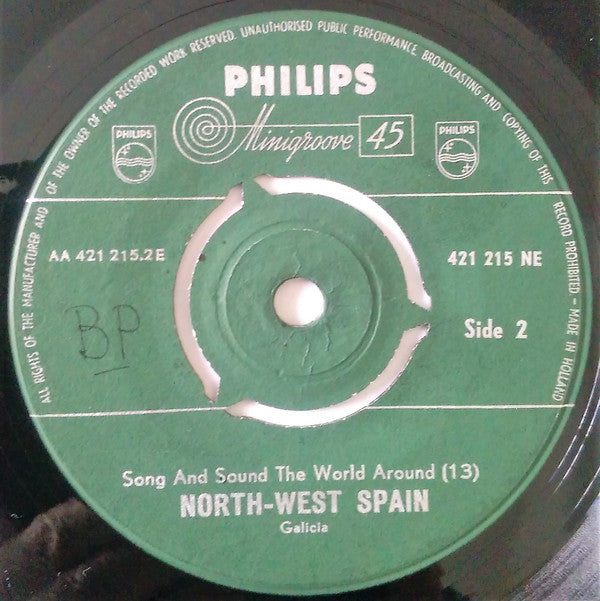 ALL RIGHTS OF THE MANUFACTURER AND OF THE OWNER OF THE RECORDED WORK RESERVED. UNAUTHORISED PUBLIC PERFORMANCE, BROADCASTING AND COPYING OF THIS RECORD PROHIBITED - MADE IN HOLLAND
PHILIPS
Minigroove 45
PHILIPS
PHILIPS
AA 421 215.2E
421 215 NE
BP
Side 2
Song And Sound The World Around (13)
NORTH-WEST SPAIN
Galicia